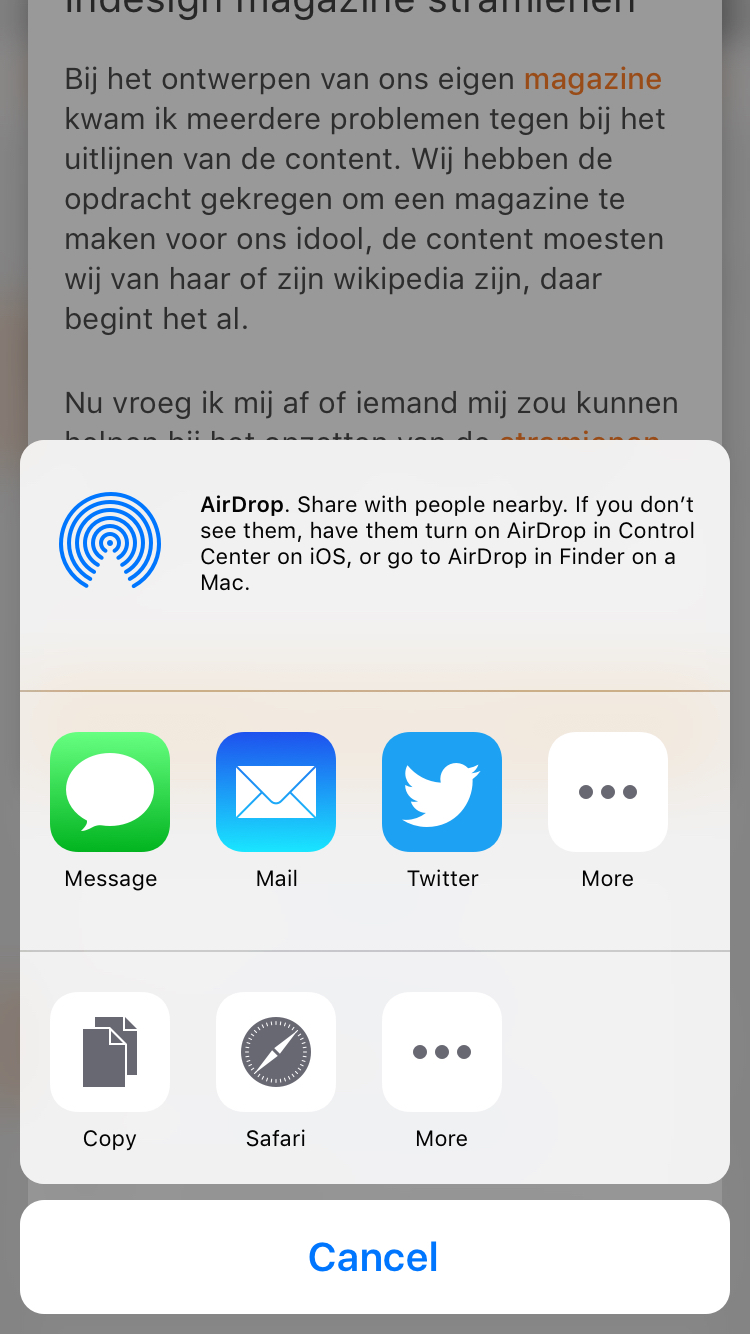 indesign magazine stramienen
Bij het ontwerpen van ons eigen magazine
kwam ik meerdere problemen tegen bij het
uitlijnen van de content. Wij hebben de
opdracht gekregen om een magazine te
maken voor ons idool, de content moesten
wij van haar of zijn wikipedia zijn, daar
begint het al.
Nu vroeg ik mij af of iemand mij zou kunnen
helpen bij het opzetten van de stramienen
AirDrop. Share with people nearby. If you don’t
see them, have them turn on AirDrop in Control
Center on iOS, or go to AirDrop in Finder on a
Mac.
Message Mail Twitter More
Copy Safari More
Cancel